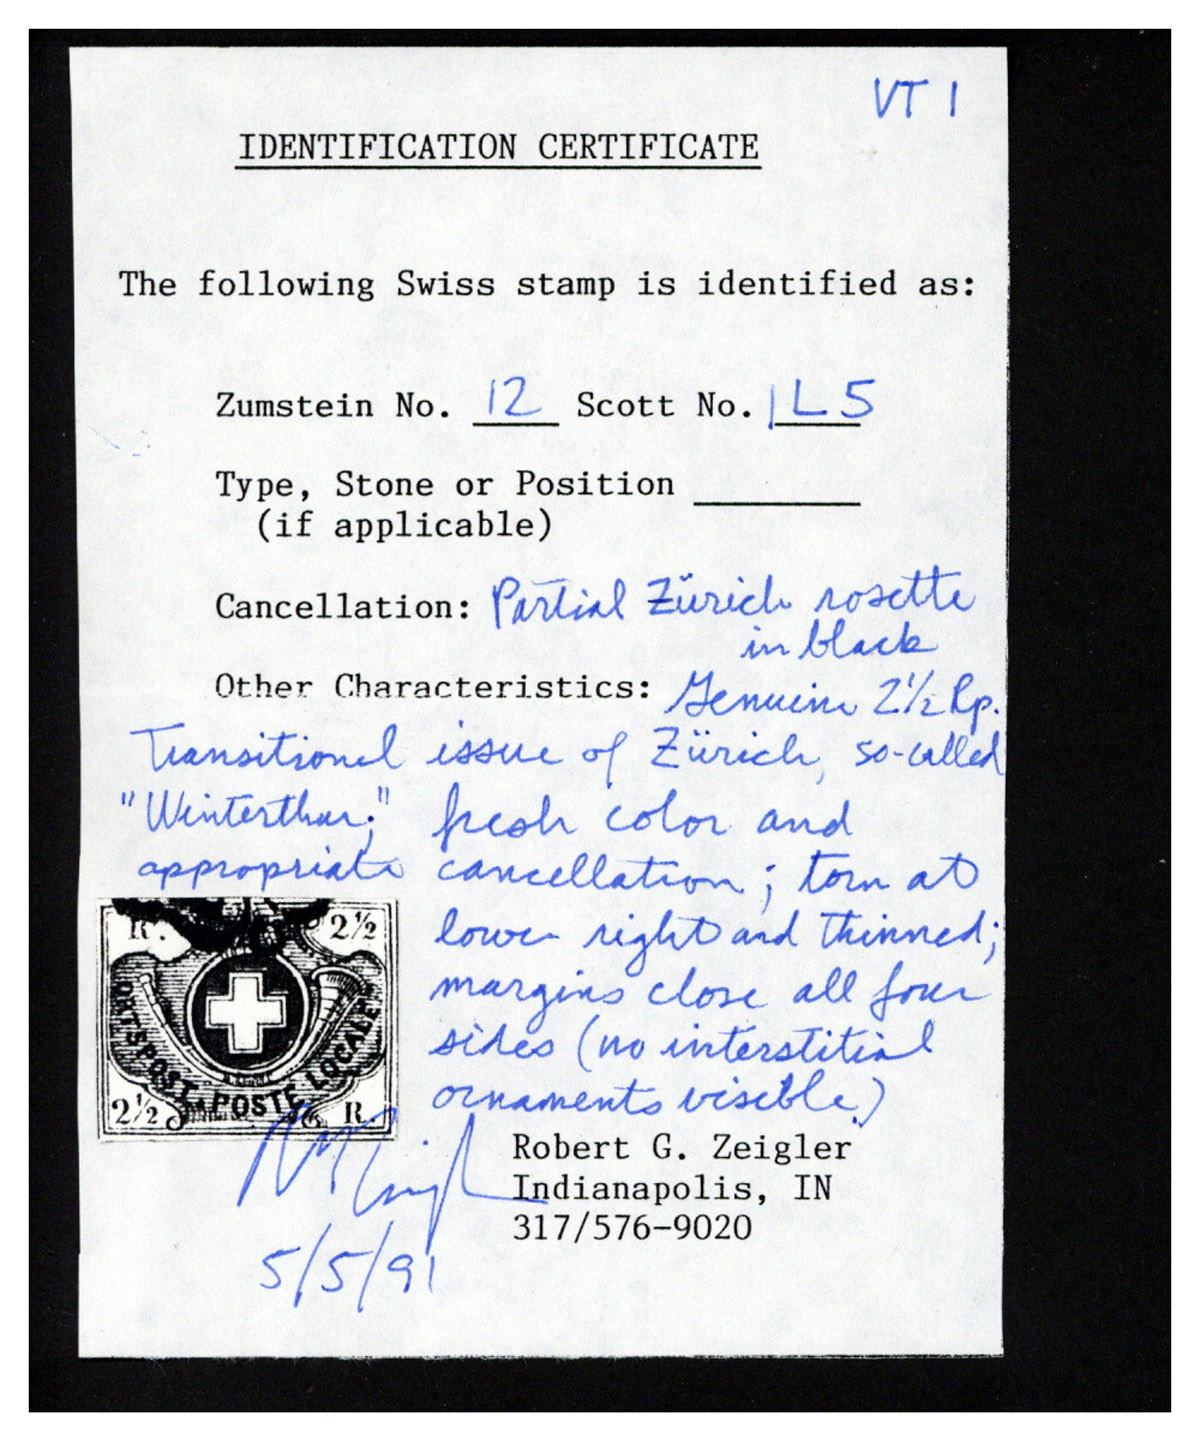 VT 1
IDENTIFICATION CERTIFICATE
The following Swiss stamp is identified as:
Zumstein No. 12 Scott No. 1L5
Type, Stone or Position
(if applicable)
Cancellation: Partial Zürich rosette
in black
Other Characteristics: Genuine 2½ Rp.
Transitional issue of Zürich, so-called
"Winterthur;" fresh color and
appropriate cancellation; torn at
lower right and thinned;
margins close all four
sides (no interstitial
ornaments visible.)
R. 2½
ORTSPOST POSTE LOCALE
2½ R.
Robert G. Zeigler
Indianapolis, IN
317/576-9020
5/5/91